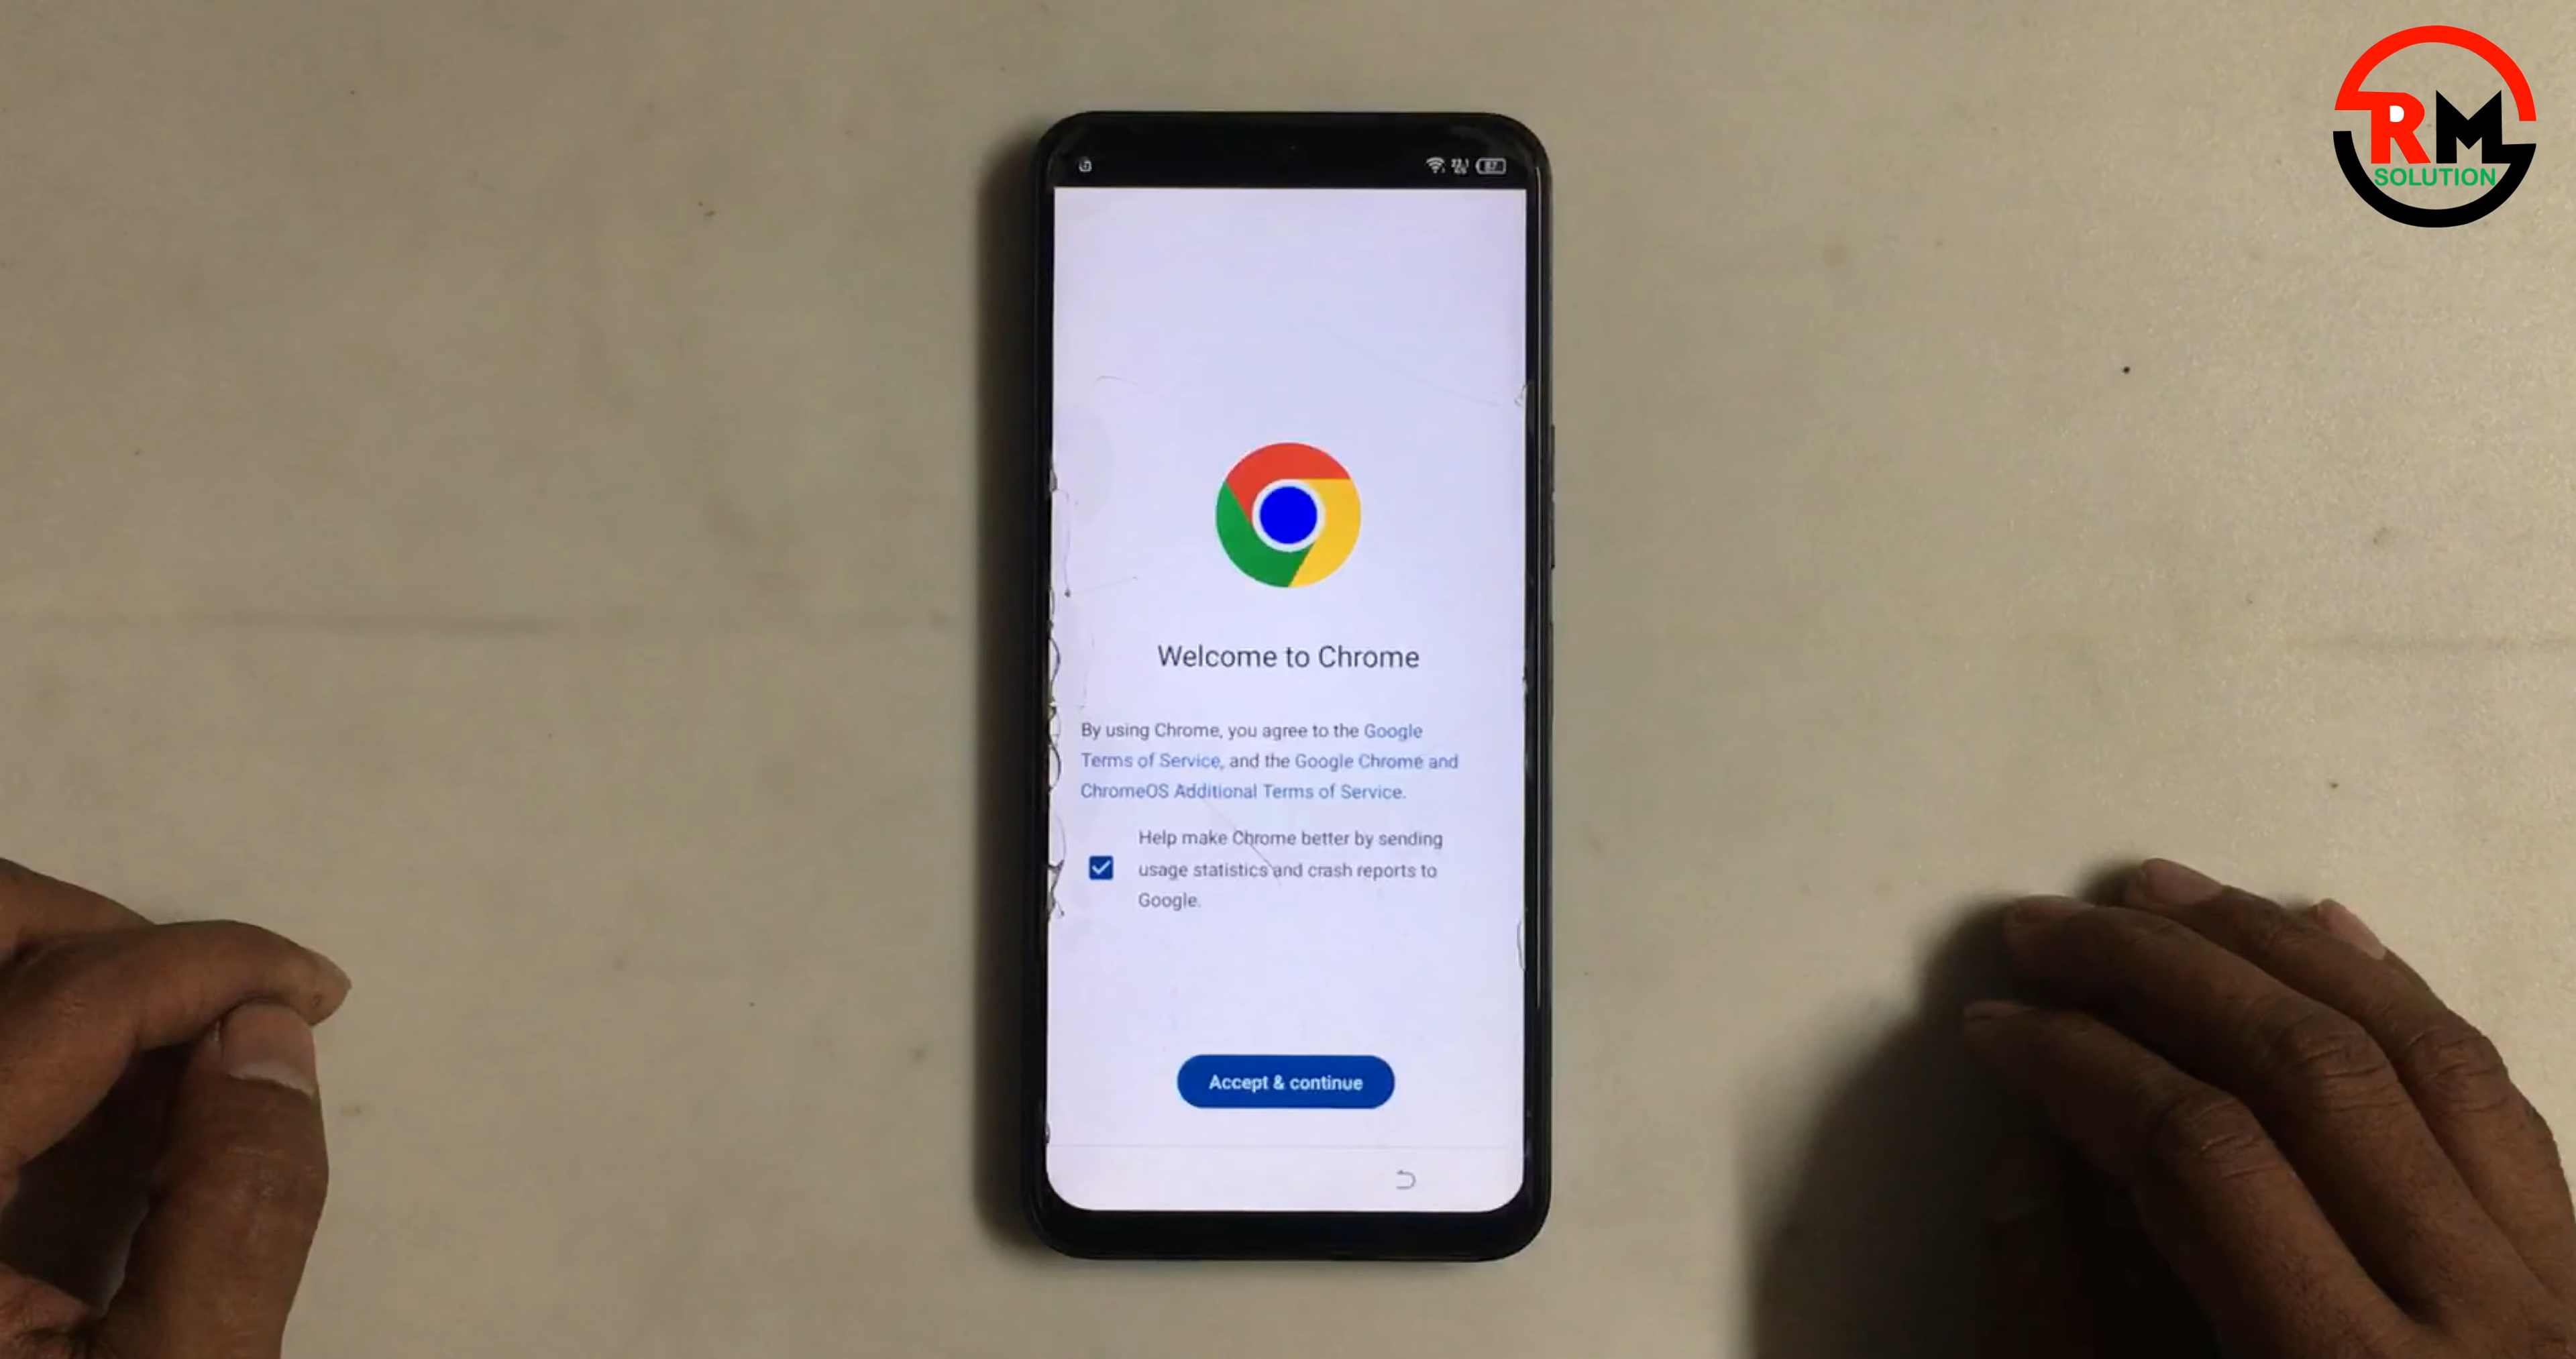 RM
SOLUTION
87
Welcome to Chrome
By using Chrome, you agree to the Google
Terms of Service, and the Google Chrome and
ChromeOS Additional Terms of Service.
Help make Chrome better by sending
usage statistics and crash reports to
Google.
Accept & continue